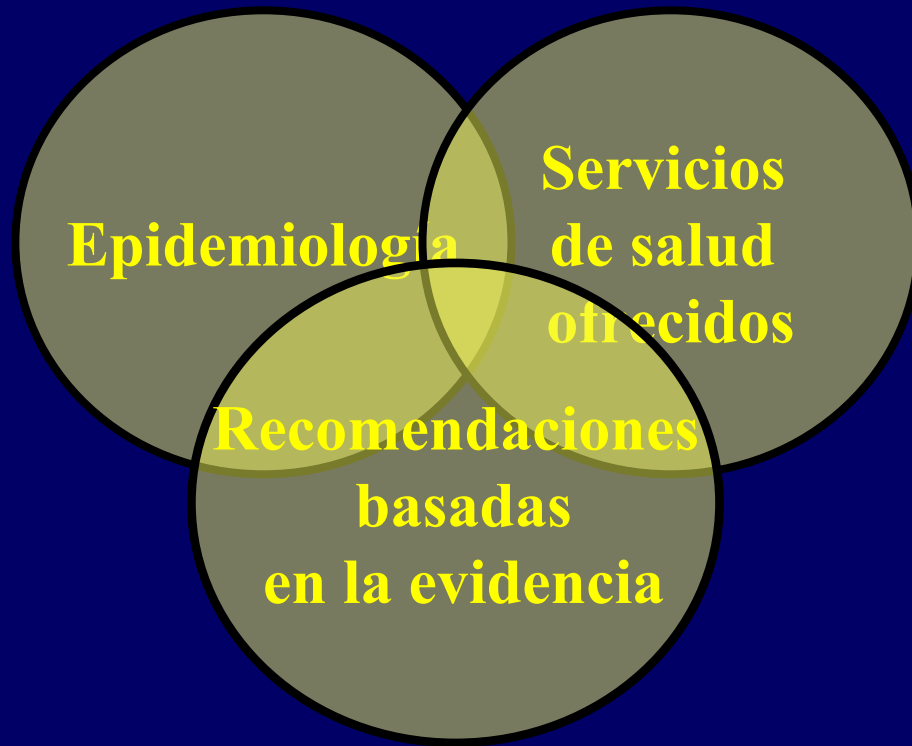 Epidemiología
Servicios
de salud
ofrecidos
Recomendaciones
basadas
en la evidencia